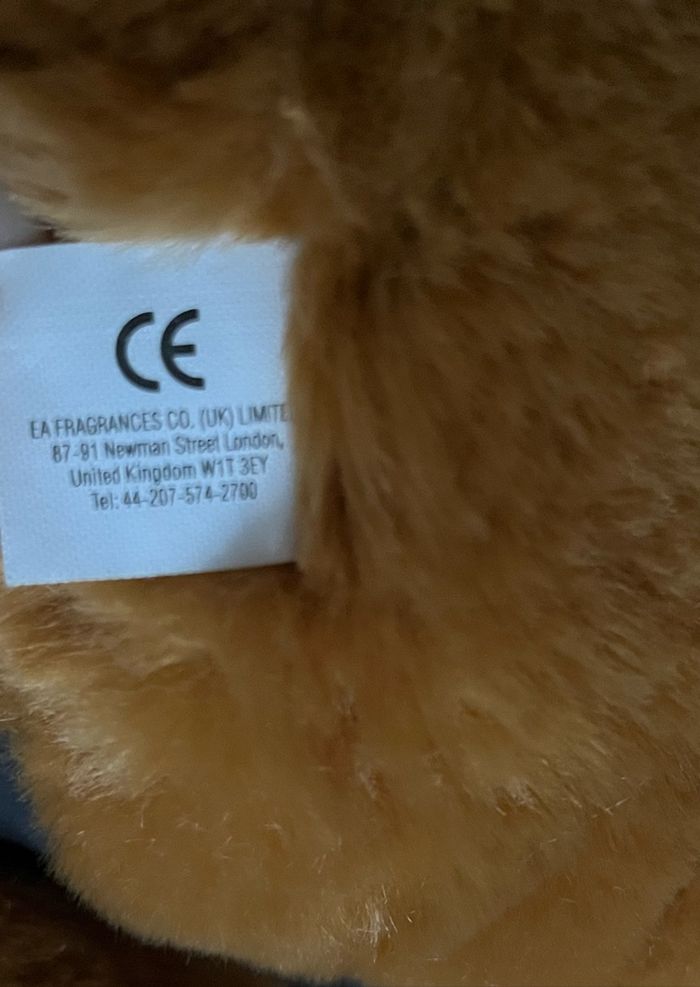 CE
EA FRAGRANCES CO. (UK) LIMITE
87-91 Newman Street London,
United Kingdom W1T 3EY
Tel: 44-207-574-2700